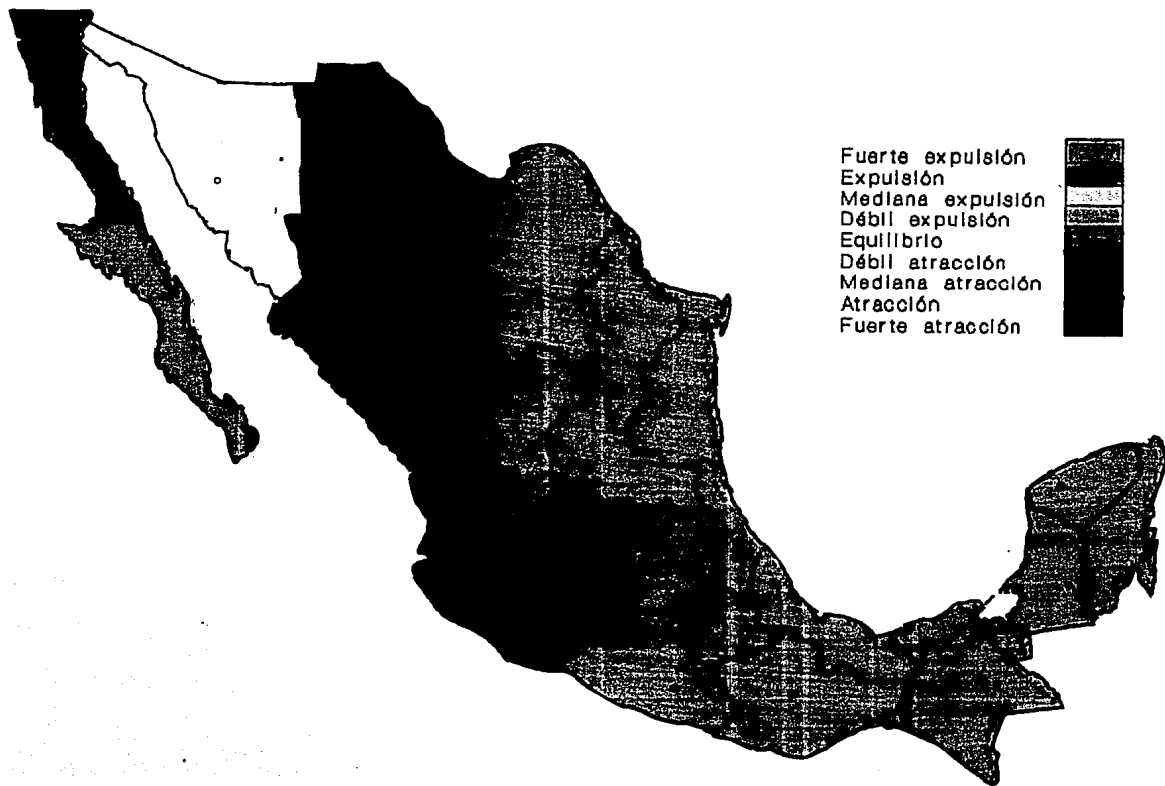 Fuerte expulsión
Expulsión
Mediana expulsión
Débil expulsión
Equilibrio
Débil atracción
Mediana atracción
Atracción
Fuerte atracción